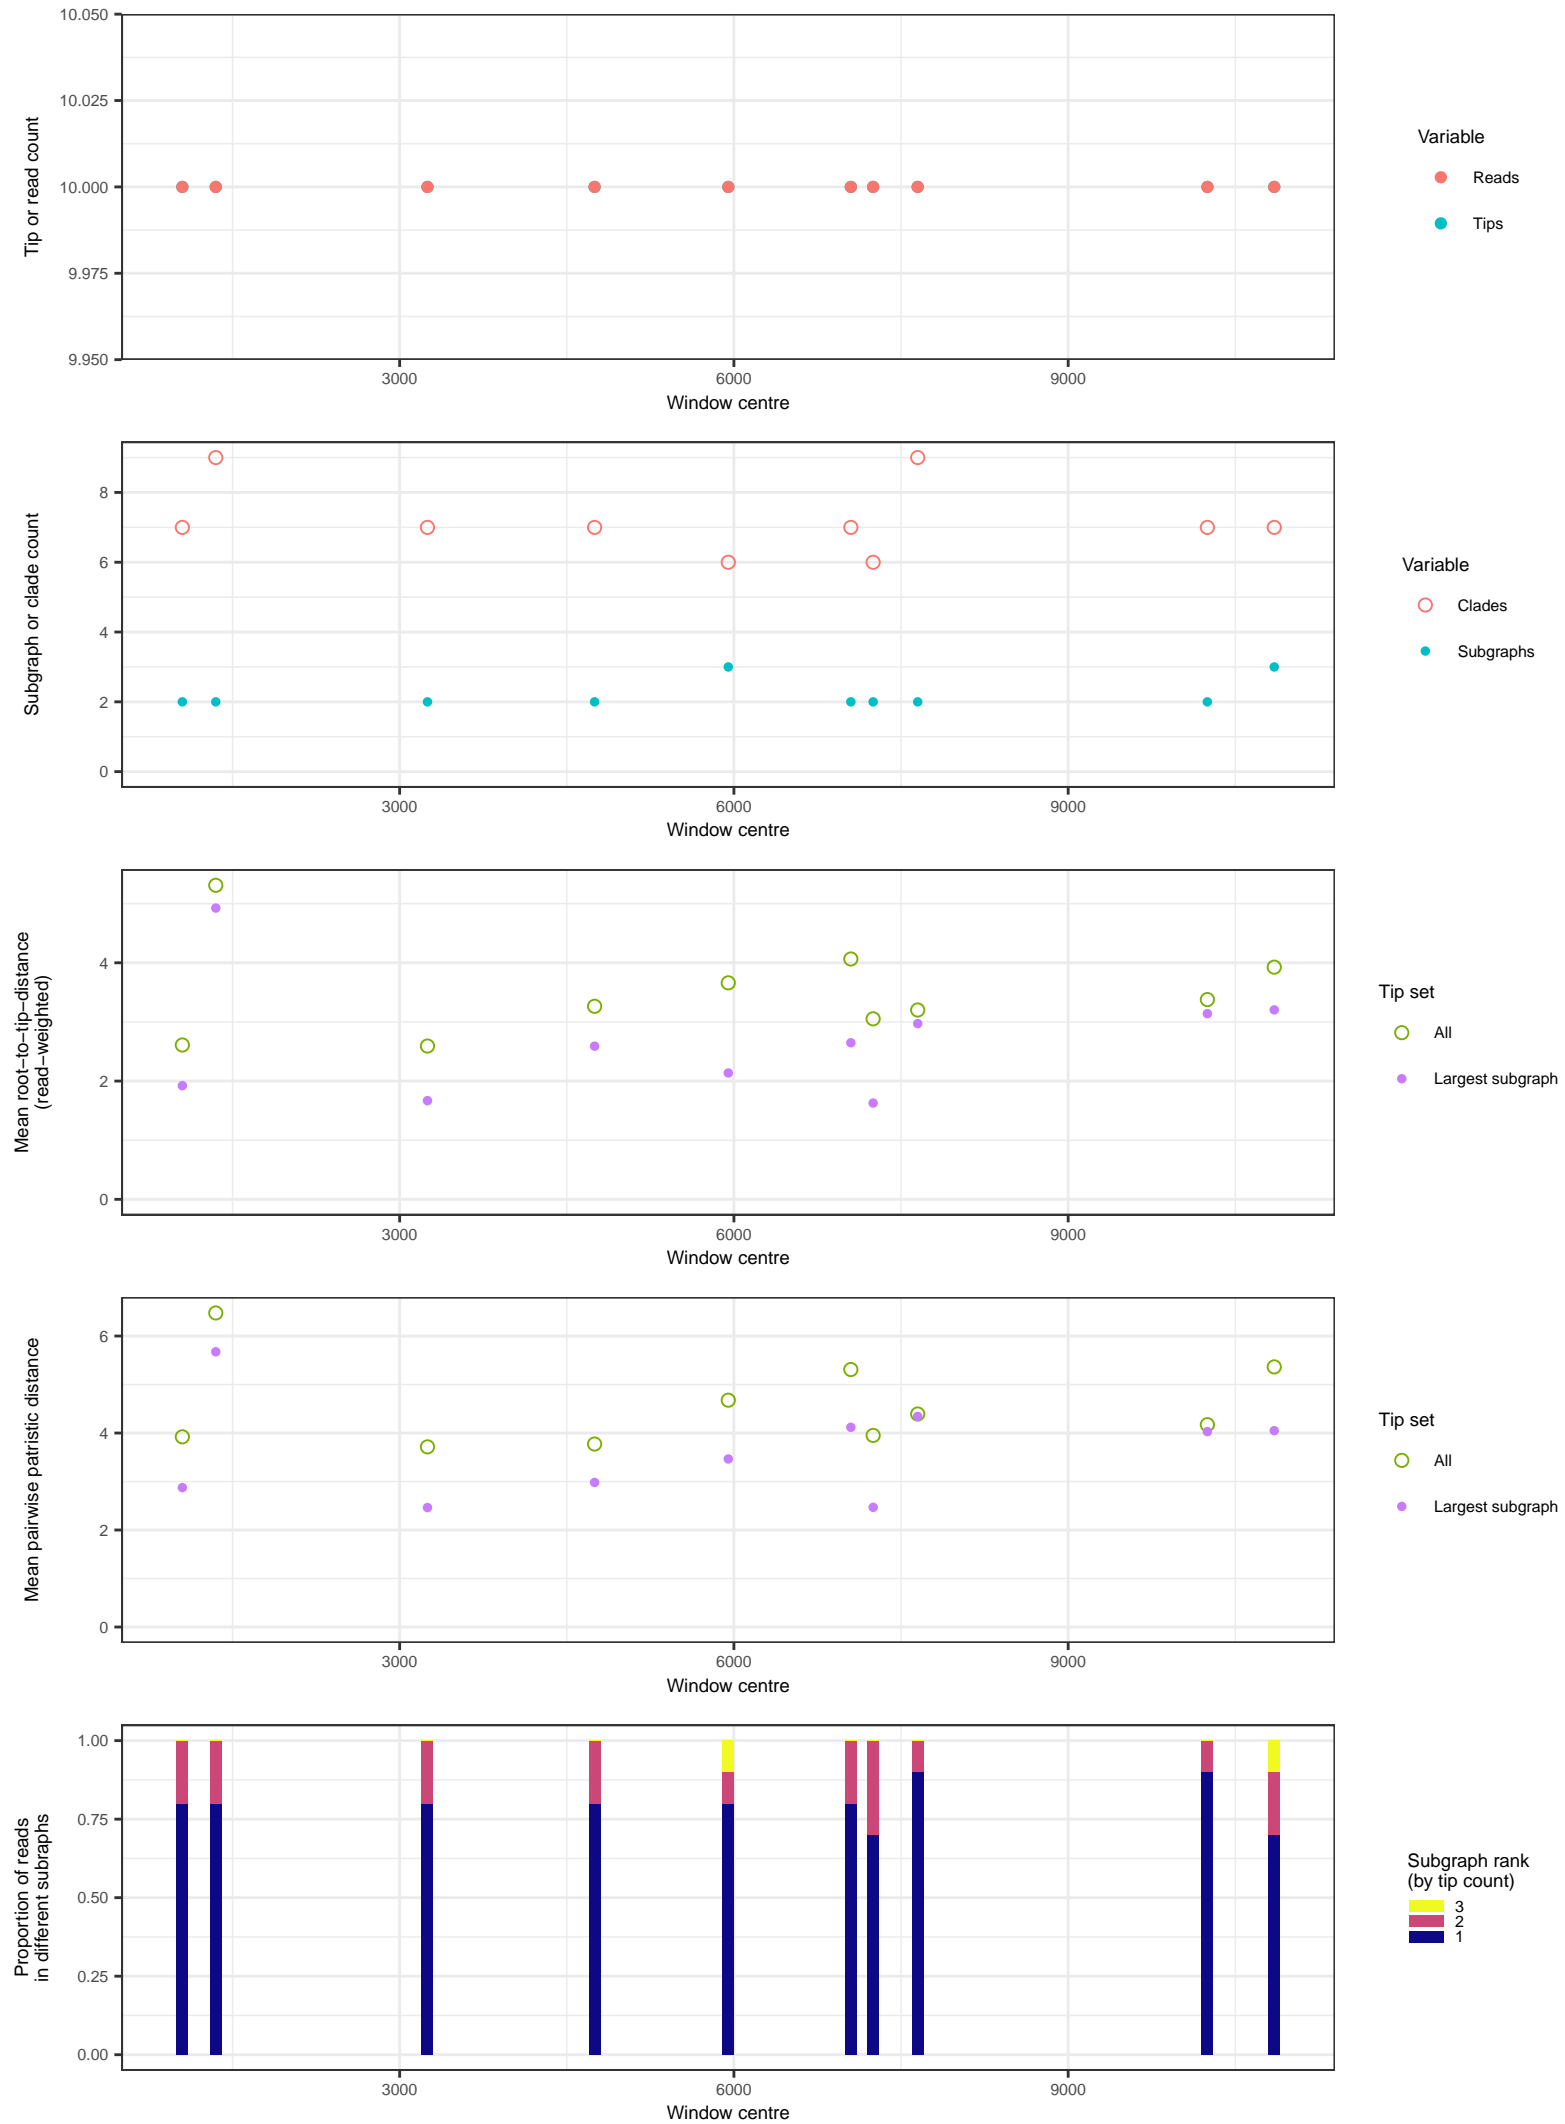 10.050
10.025
10.000
9.975
9.950
Tip or read count
3000
6000
9000
Window centre
Variable
Reads
Tips
8
6
4
2
0
Subgraph or clade count
3000
6000
9000
Window centre
Variable
Clades
Subgraphs
4
2
0
Mean root−to−tip−distance
(read−weighted)
3000
6000
9000
Window centre
Tip set
All
Largest subgraph
6
4
2
0
Mean pairwise patristic distance
3000
6000
9000
Window centre
Tip set
All
Largest subgraph
1.00
0.75
0.50
0.25
0.00
Proportion of reads
in different subraphs
3000
6000
9000
Window centre
Subgraph rank
(by tip count)
3
2
1